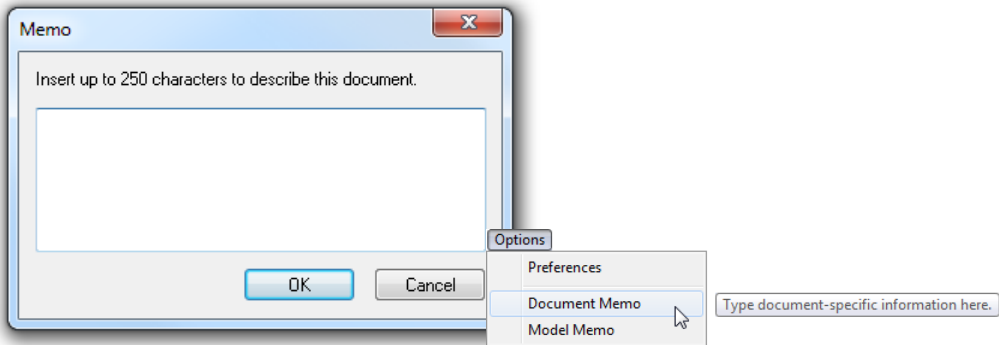 Memo
Insert up to 250 characters to describe this document.
OK
Cancel
Options
Preferences
Document Memo
Type document-specific information here.
Model Memo